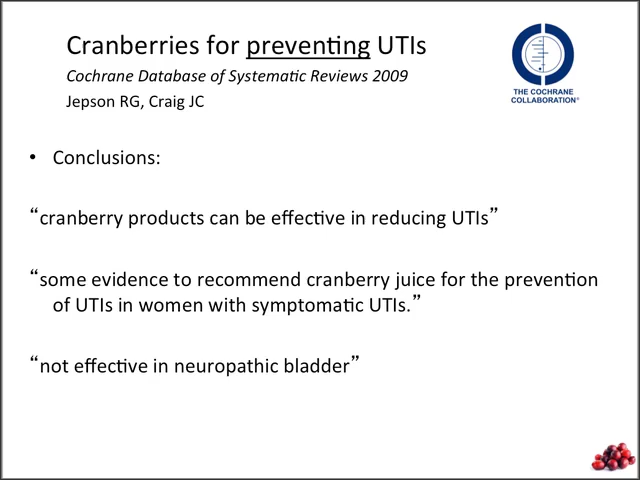 Cranberries for preventing UTIs
Cochrane Database of Systematic Reviews 2009
Jepson RG, Craig JC
THE COCHRANE
COLLABORATION®
• Conclusions:
“cranberry products can be effective in reducing UTIs”
“some evidence to recommend cranberry juice for the prevention
of UTIs in women with symptomatic UTIs.”
“not effective in neuropathic bladder”